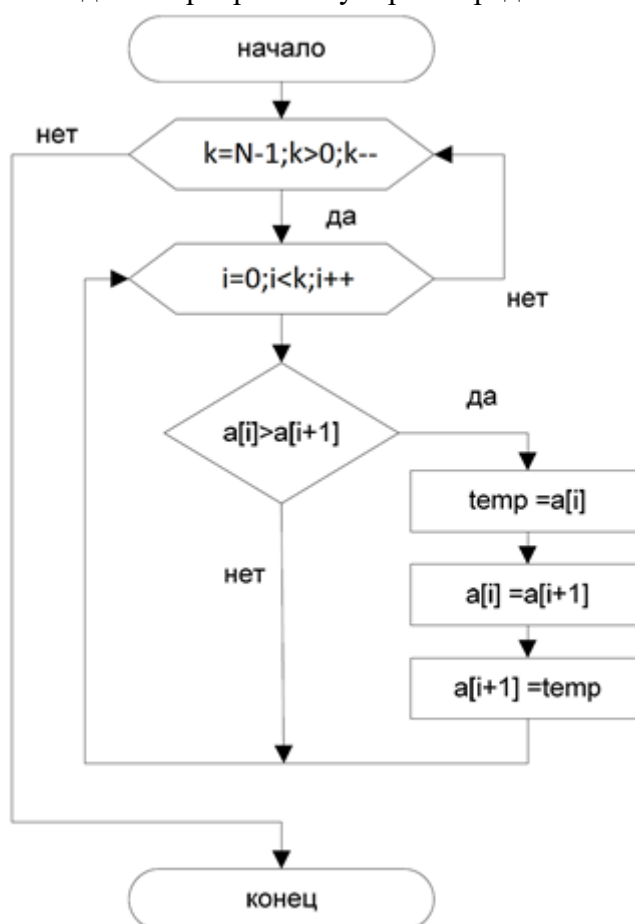 начало
нет
k=N-1;k>0;k--
да
i=0;i<k;i++
нет
да
a[i]>a[i+1]
temp =a[i]
нет
a[i] =a[i+1]
a[i+1] =temp
конец